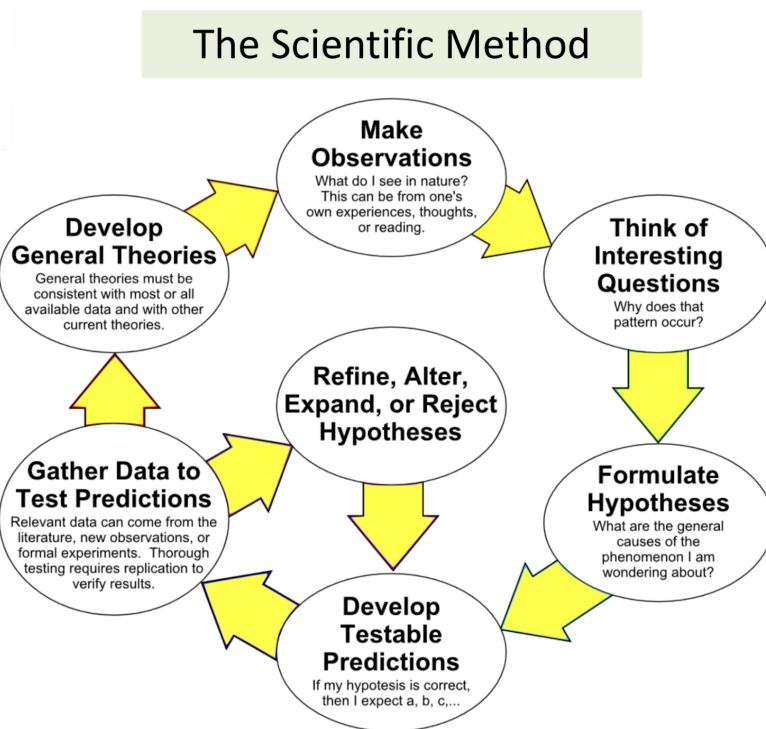 The Scientific Method
Make
Observations
What do I see in nature?
This can be from one's
own experiences, thoughts,
or reading.
Think of
Interesting
Questions
Why does that
pattern occur?
Formulate
Hypotheses
What are the general
causes of the
phenomenon I am
wondering about?
Develop
Testable
Predictions
If my hypotesis is correct,
then I expect a, b, c,...
Gather Data to
Test Predictions
Relevant data can come from the
literature, new observations, or
formal experiments.  Thorough
testing requires replication to
verify results.
Refine, Alter,
Expand, or Reject
Hypotheses
Develop
General Theories
General theories must be
consistent with most or all
available data and with other
current theories.